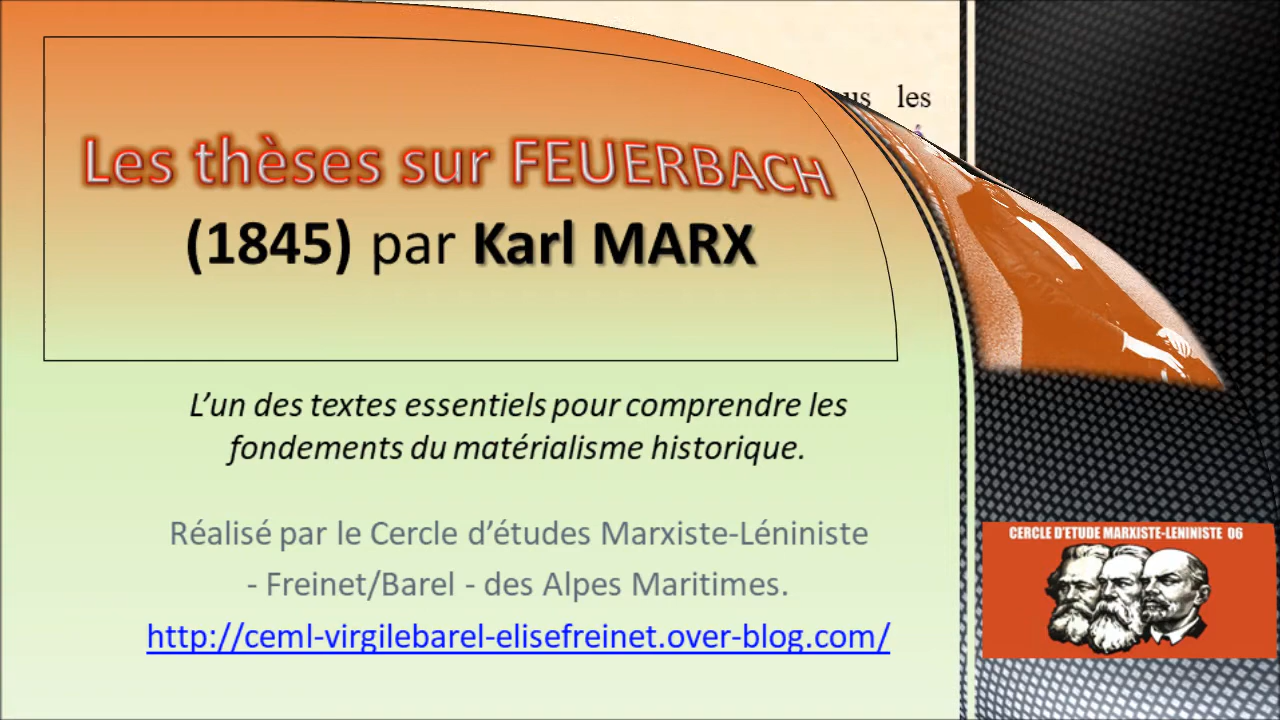 us les
Les thèses sur FEUERBACH
(1845) par Karl MARX
L’un des textes essentiels pour comprendre les
fondements du matérialisme historique.
Réalisé par le Cercle d’études Marxiste-Léniniste
- Freinet/Barel - des Alpes Maritimes.
http://ceml-virgilebarel-elisefreinet.over-blog.com/
CERCLE D'ETUDE MARXISTE-LENINISTE 06